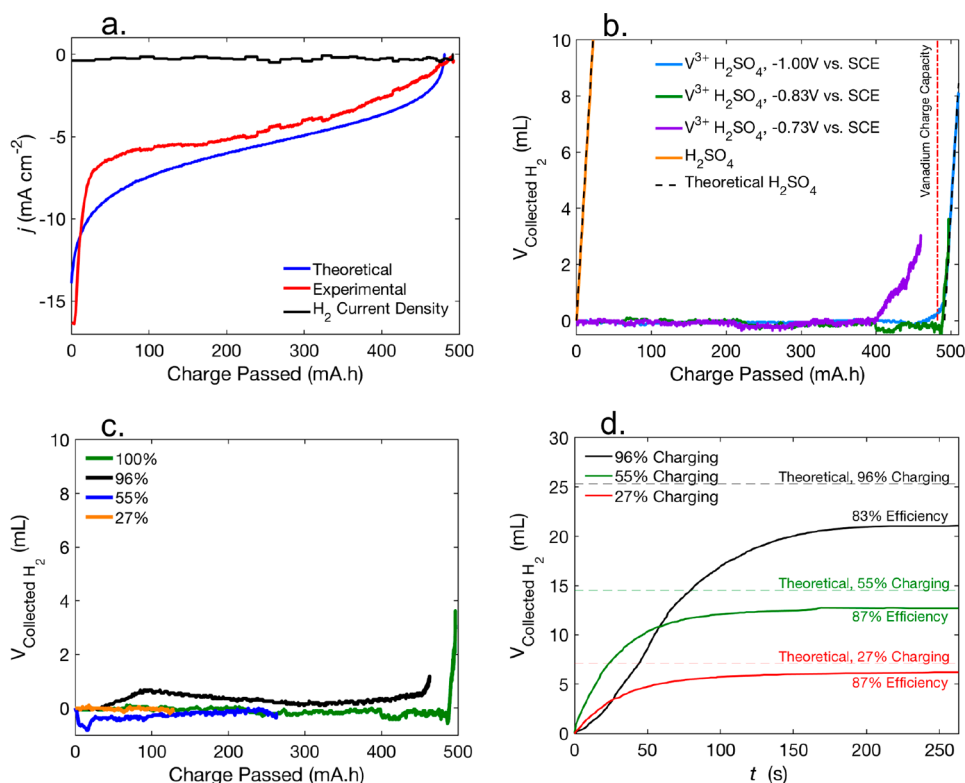 a.
0
-5
-10
-15
j (mA cm⁻²)
Theoretical
Experimental
H₂ Current Density
0 100 200 300 400 500
Charge Passed (mA.h)
b.
10
8
6
4
2
0
V Collected H₂ (mL)
V³⁺ H₂SO₄, -1.00V vs. SCE
V³⁺ H₂SO₄, -0.83V vs. SCE
V³⁺ H₂SO₄, -0.73V vs. SCE
H₂SO₄
Theoretical H₂SO₄
Vanadium Charge Capacity
0 100 200 300 400 500
Charge Passed (mA.h)
c.
10
8
6
4
2
0
V Collected H₂ (mL)
100%
96%
55%
27%
0 100 200 300 400 500
Charge Passed (mA.h)
d.
30
25
20
15
10
5
0
V Collected H₂ (mL)
96% Charging
55% Charging
27% Charging
Theoretical, 96% Charging
83% Efficiency
Theoretical, 55% Charging
87% Efficiency
Theoretical, 27% Charging
87% Efficiency
0 50 100 150 200 250
t (s)